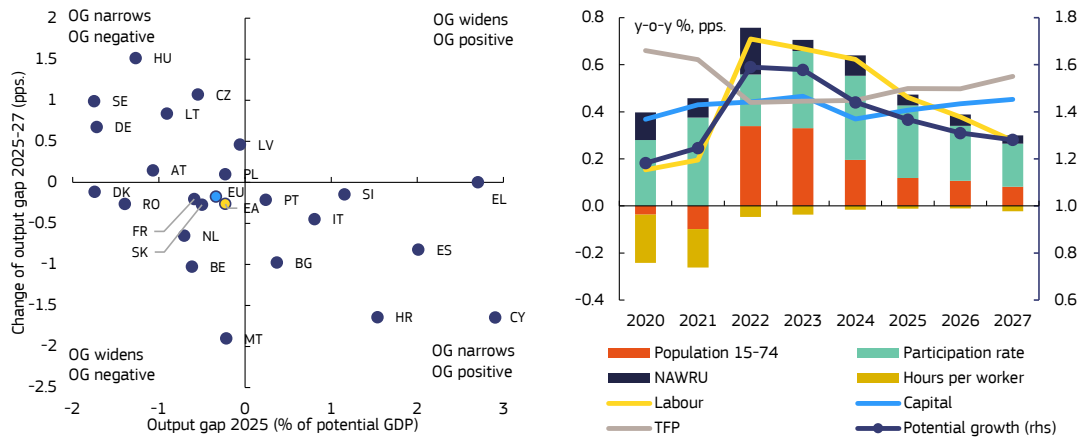 OG narrows
OG negative
OG widens
OG positive
Change of output gap 2025-27 (pps.)
2
1.5
1
0.5
0
-0.5
-1
-1.5
-2
-2.5
HU
CZ
SE
LT
DE
LV
AT
PL
DK
EU
RO
EA
PT
SI
EL
FR
IT
SK
NL
BE
BG
ES
HR
CY
MT
OG widens
OG negative
OG narrows
OG positive
-2
-1
0
1
2
3
Output gap 2025 (% of potential GDP)
y-o-y %, pps.
0.8
0.6
0.4
0.2
0.0
-0.2
-0.4
1.8
1.6
1.4
1.2
1.0
0.8
0.6
2020 2021 2022 2023 2024 2025 2026 2027
Population 15-74
Participation rate
NAWRU
Hours per worker
Labour
Capital
TFP
Potential growth (rhs)